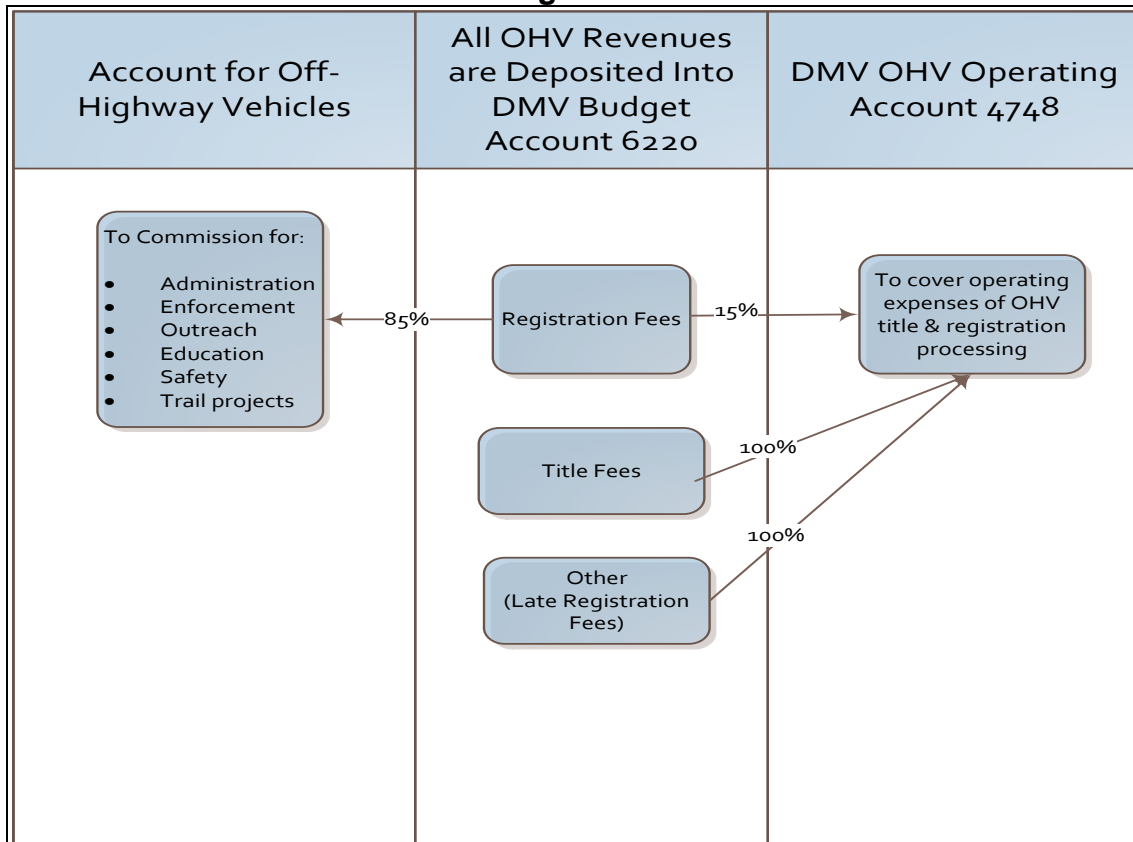 Account for Off-
Highway Vehicles
All OHV Revenues
are Deposited Into
DMV Budget
Account 6220
DMV OHV Operating
Account 4748
To Commission for:
• Administration
• Enforcement
• Outreach
• Education
• Safety
• Trail projects
85%
Registration Fees
15%
To cover operating
expenses of OHV
title & registration
processing
Title Fees
100%
Other
(Late Registration
Fees)
100%